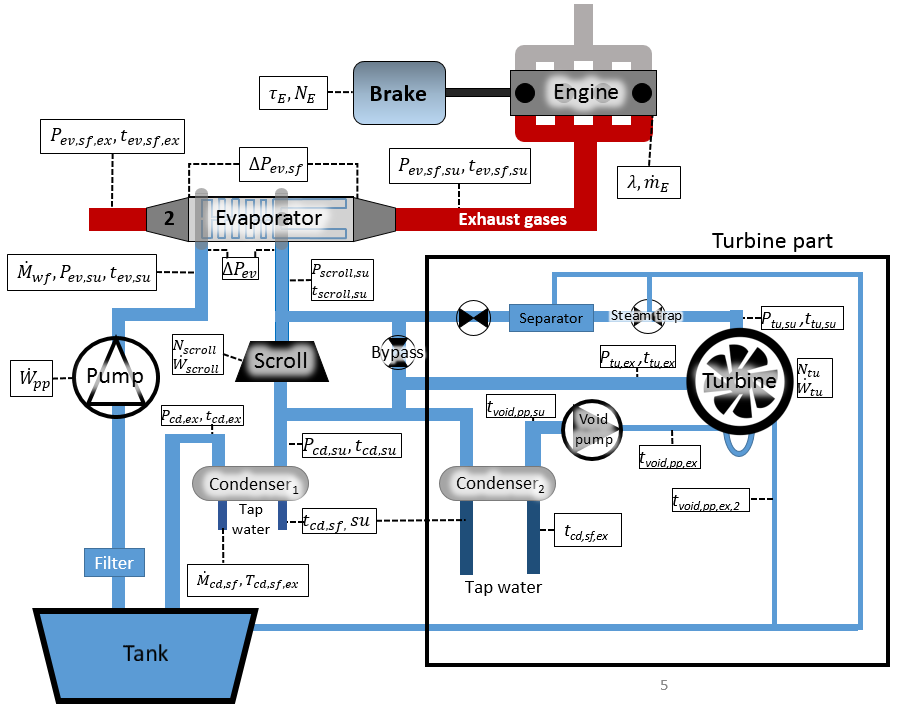 Brake
Engine
τ_E, N_E
P_ev,sf,ex, t_ev,sf,ex
ΔP_ev,sf
P_ev,sf,su, t_ev,sf,su
λ, ṁ_E
2
Evaporator
Exhaust gases
Turbine part
Ṁ_wf, P_ev,su, t_ev,su
ΔP_ev
P_scroll,su
t_scroll,su
Separator
Steam trap
P_tu,su, t_tu,su
N_scroll
Ẇ_scroll
Scroll
Bypass
P_tu,ex, t_tu,ex
Ẇ_pp
Pump
Turbine
N_tu
Ẇ_tu
P_cd,ex, t_cd,ex
t_void,pp,su
Void
pump
P_cd,su, t_cd,su
t_void,pp,ex
Condenser_1
Condenser_2
t_void,pp,ex,2
Tap
water
t_cd,sf, su
t_cd,sf,ex
Filter
Ṁ_cd,sf, T_cd,sf,ex
Tap water
Tank
5